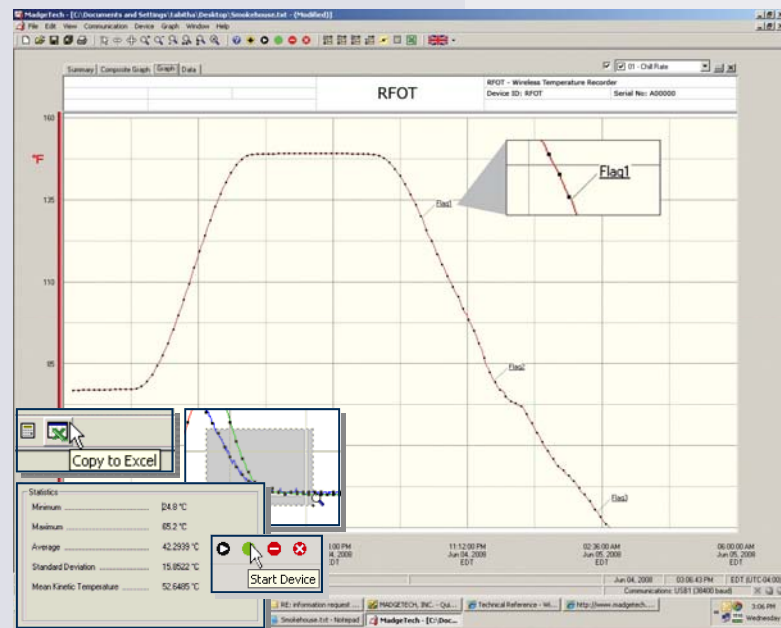 MadgeTech - [C:\Documents and Settings\Tabitha\Desktop\Smokehouse.txt - (Modified)]
File Edit View Communication Device Graph Window Help
Summary Composite Graph Graph Data
01 - Chill Rate
RFOT
RFOT - Wireless Temperature Recorder
Device ID: RFOT Serial No: A00000
160
°F
135
110
85
Flag1
Flag1
Flag2
Flag3
Copy to Excel
Statistics
Minimum 24.8 °C
Maximum 65.2 °C
Average 42.2939 °C
Standard Deviation 15.8522 °C
Mean Kinetic Temperature 52.6485 °C
Start Device
11:12:00 PM
Jun 04, 2008
EDT
02:36:00 AM
Jun 05, 2008
EDT
06:00:00 AM
Jun 05, 2008
EDT
Jun 04, 2008 03:06:43 PM EDT (UTC-04:00)
Communications: USB1 (38400 baud)
RE: information request ... MADGETECH, INC. - Qui... Technical Reference - Wi... http://www.madgetech....
Smokehouse.txt - Notepad MadgeTech - [C:\Doc...
3:06 PM
Wednesday